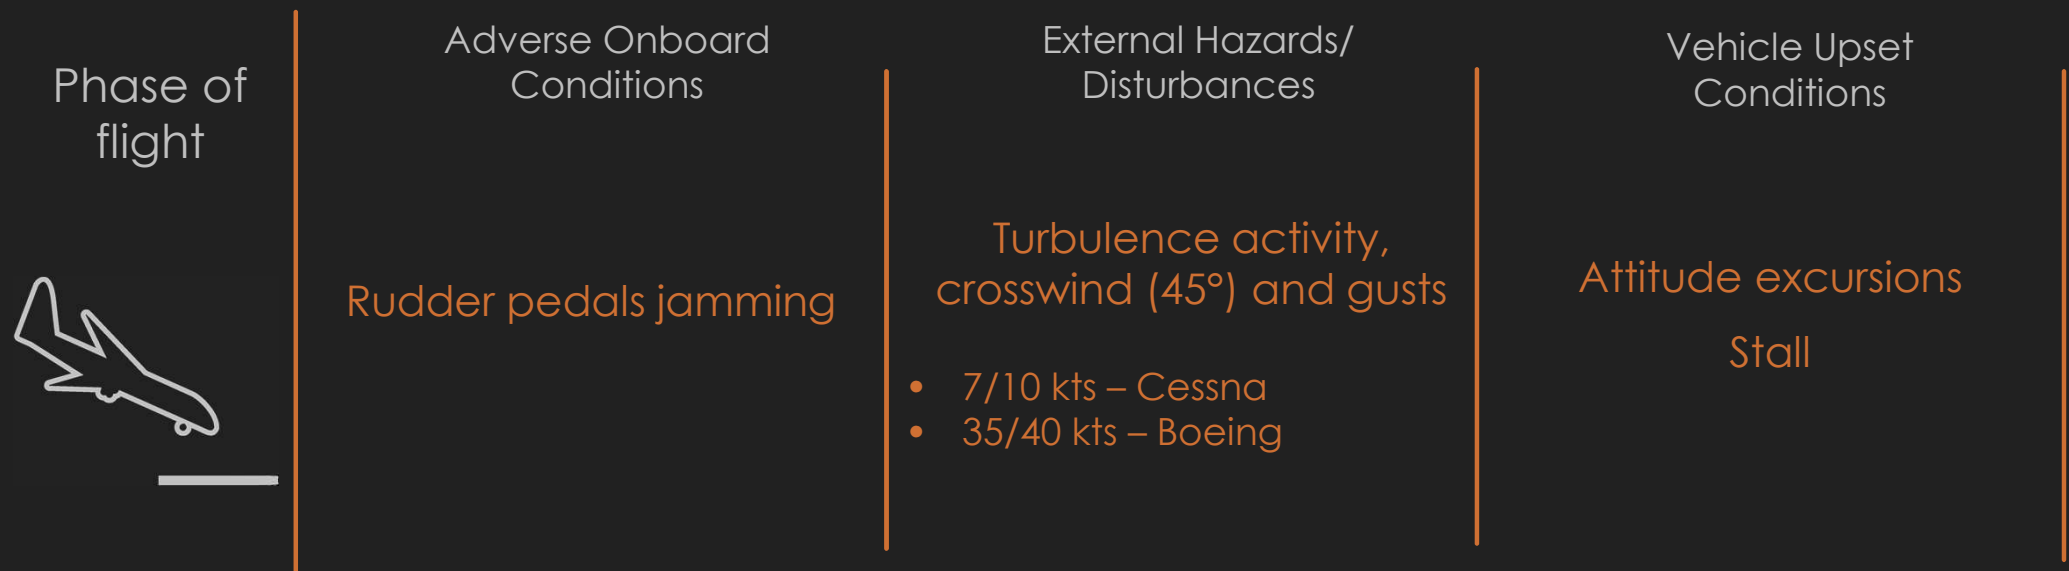 Phase of
flight
Adverse Onboard
Conditions
External Hazards/
Disturbances
Vehicle Upset
Conditions
Rudder pedals jamming
Turbulence activity,
crosswind (45°) and gusts
• 7/10 kts – Cessna
• 35/40 kts – Boeing
Attitude excursions
Stall